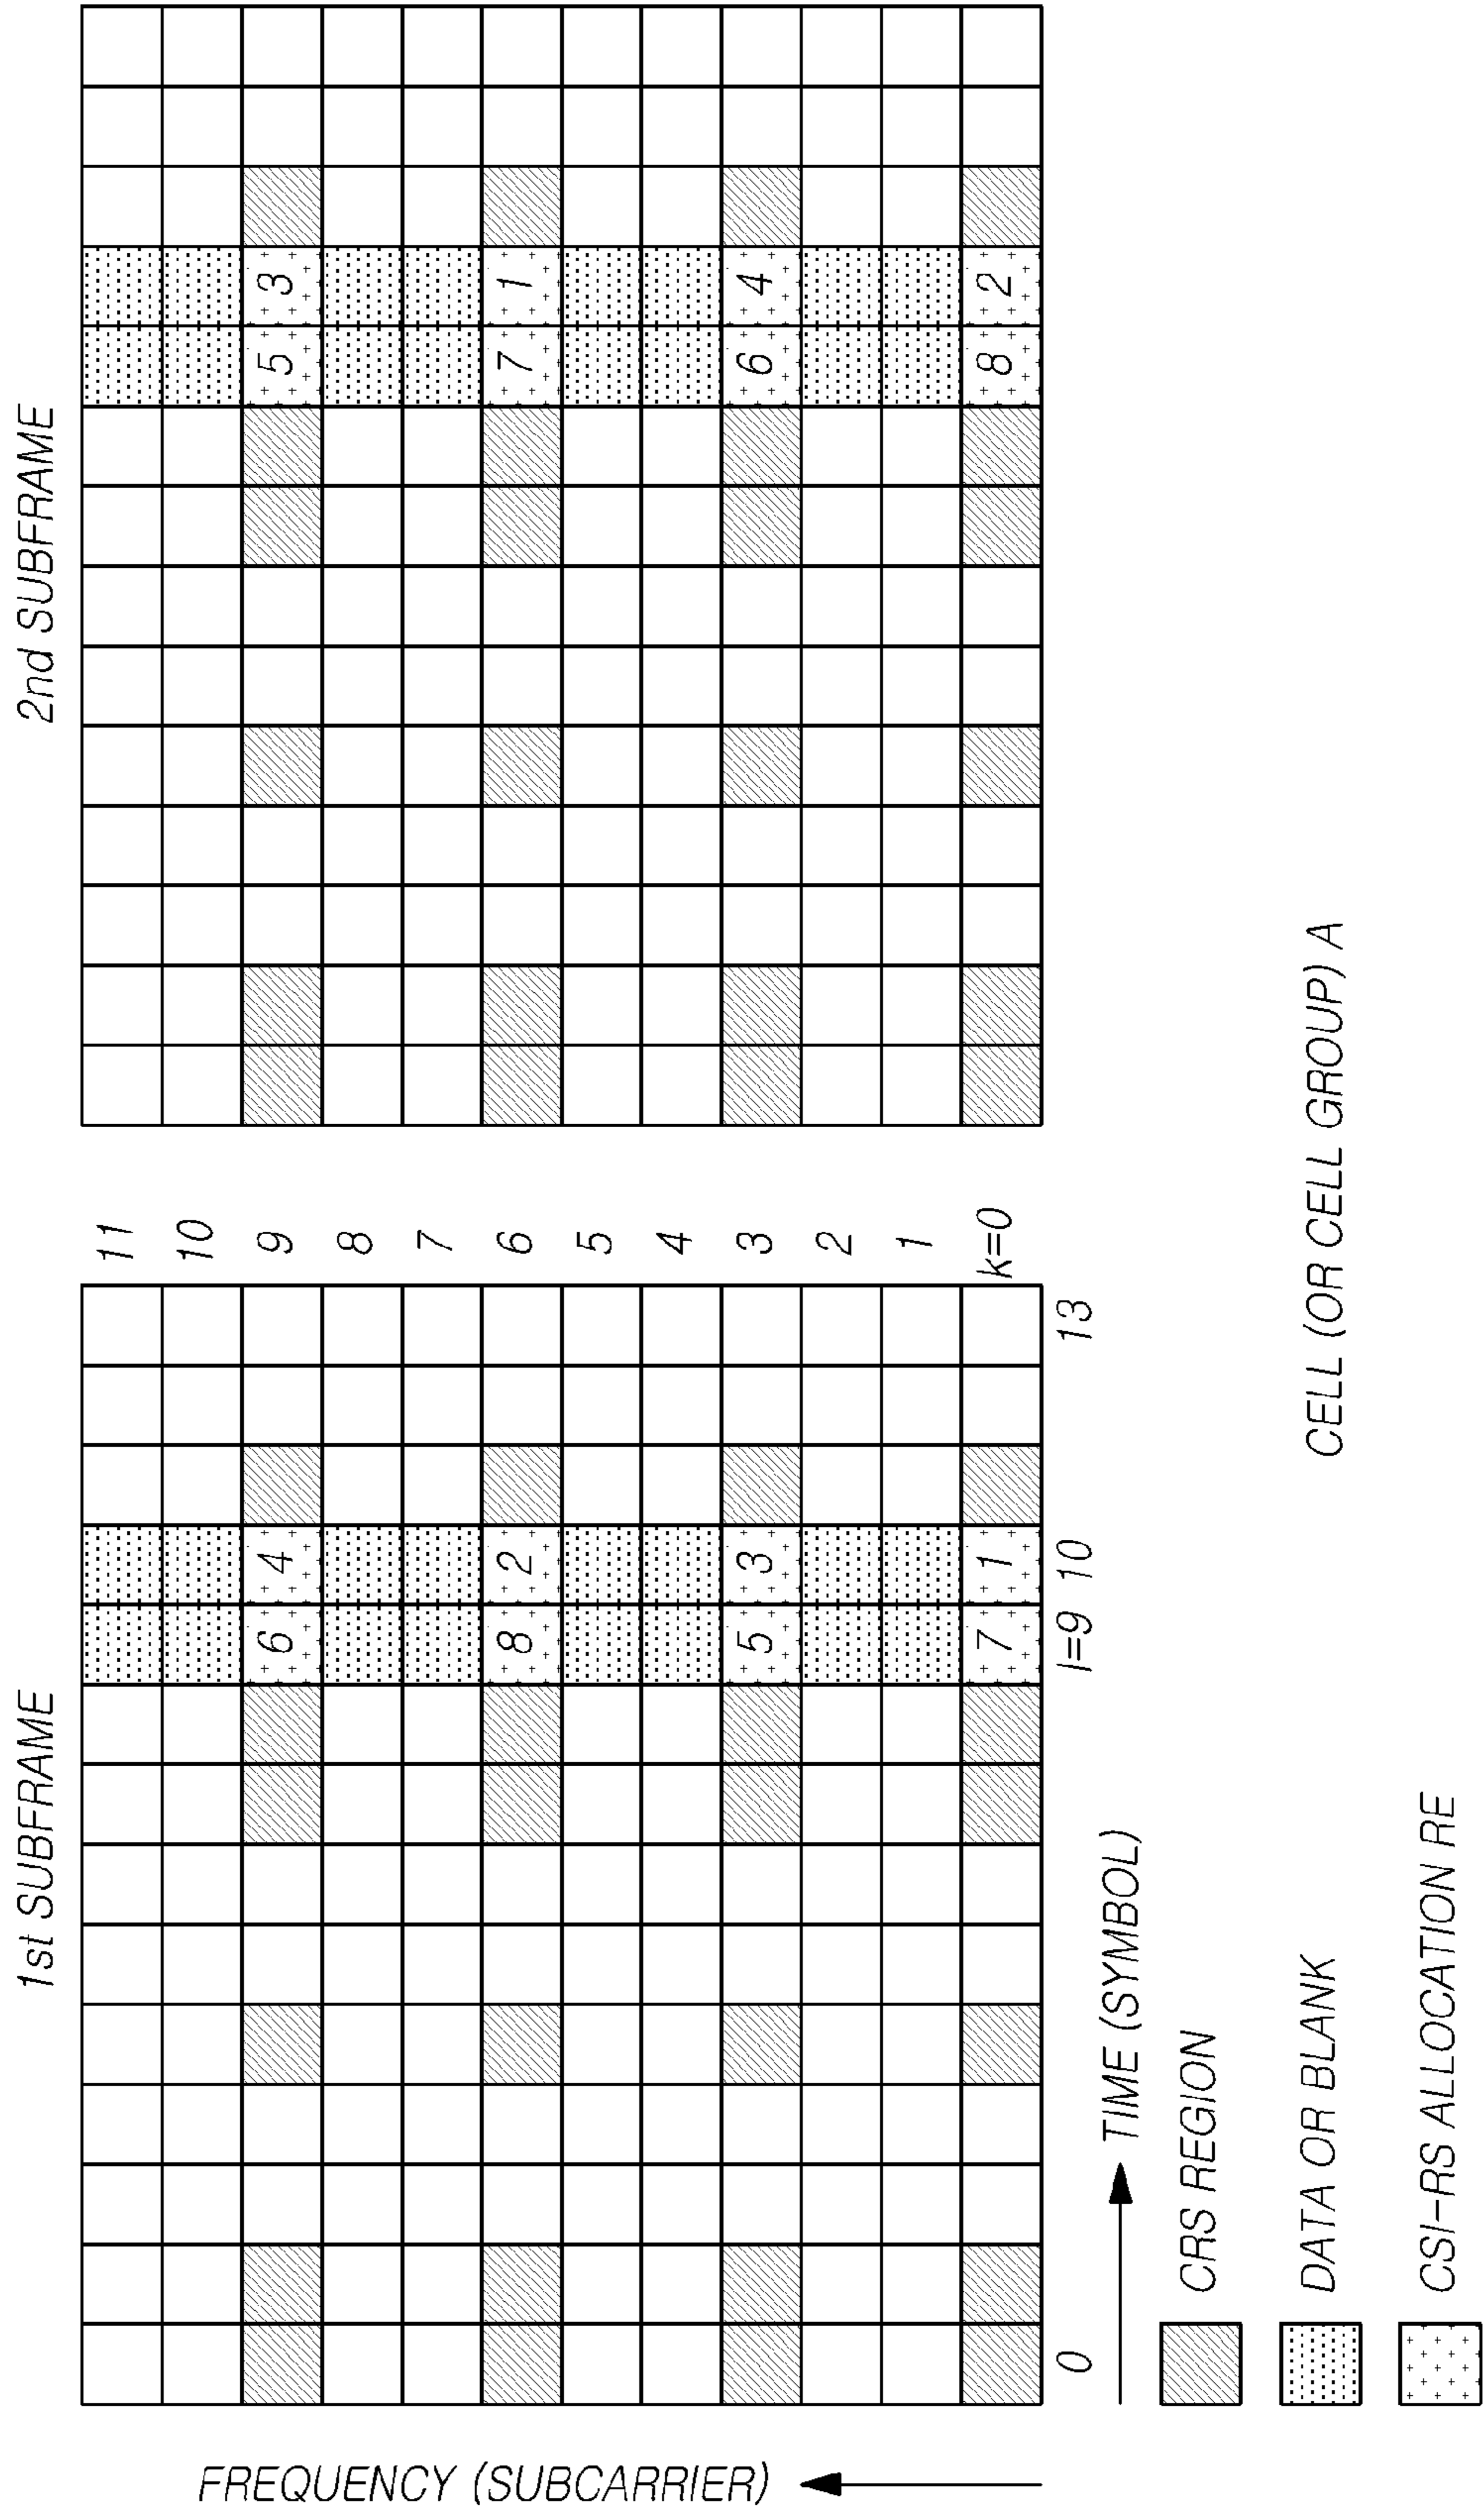 1st SUBFRAME
2nd SUBFRAME
11
10
6 4 9 5 3
8
7
8 2 6 7 1
5
4
5 3 3 6 4
2
1
7 1 k=0 8 2
0 l=9 10 13
FREQUENCY (SUBCARRIER)
TIME (SYMBOL)
CRS REGION
DATA OR BLANK
CELL (OR CELL GROUP) A
CSI-RS ALLOCATION RE